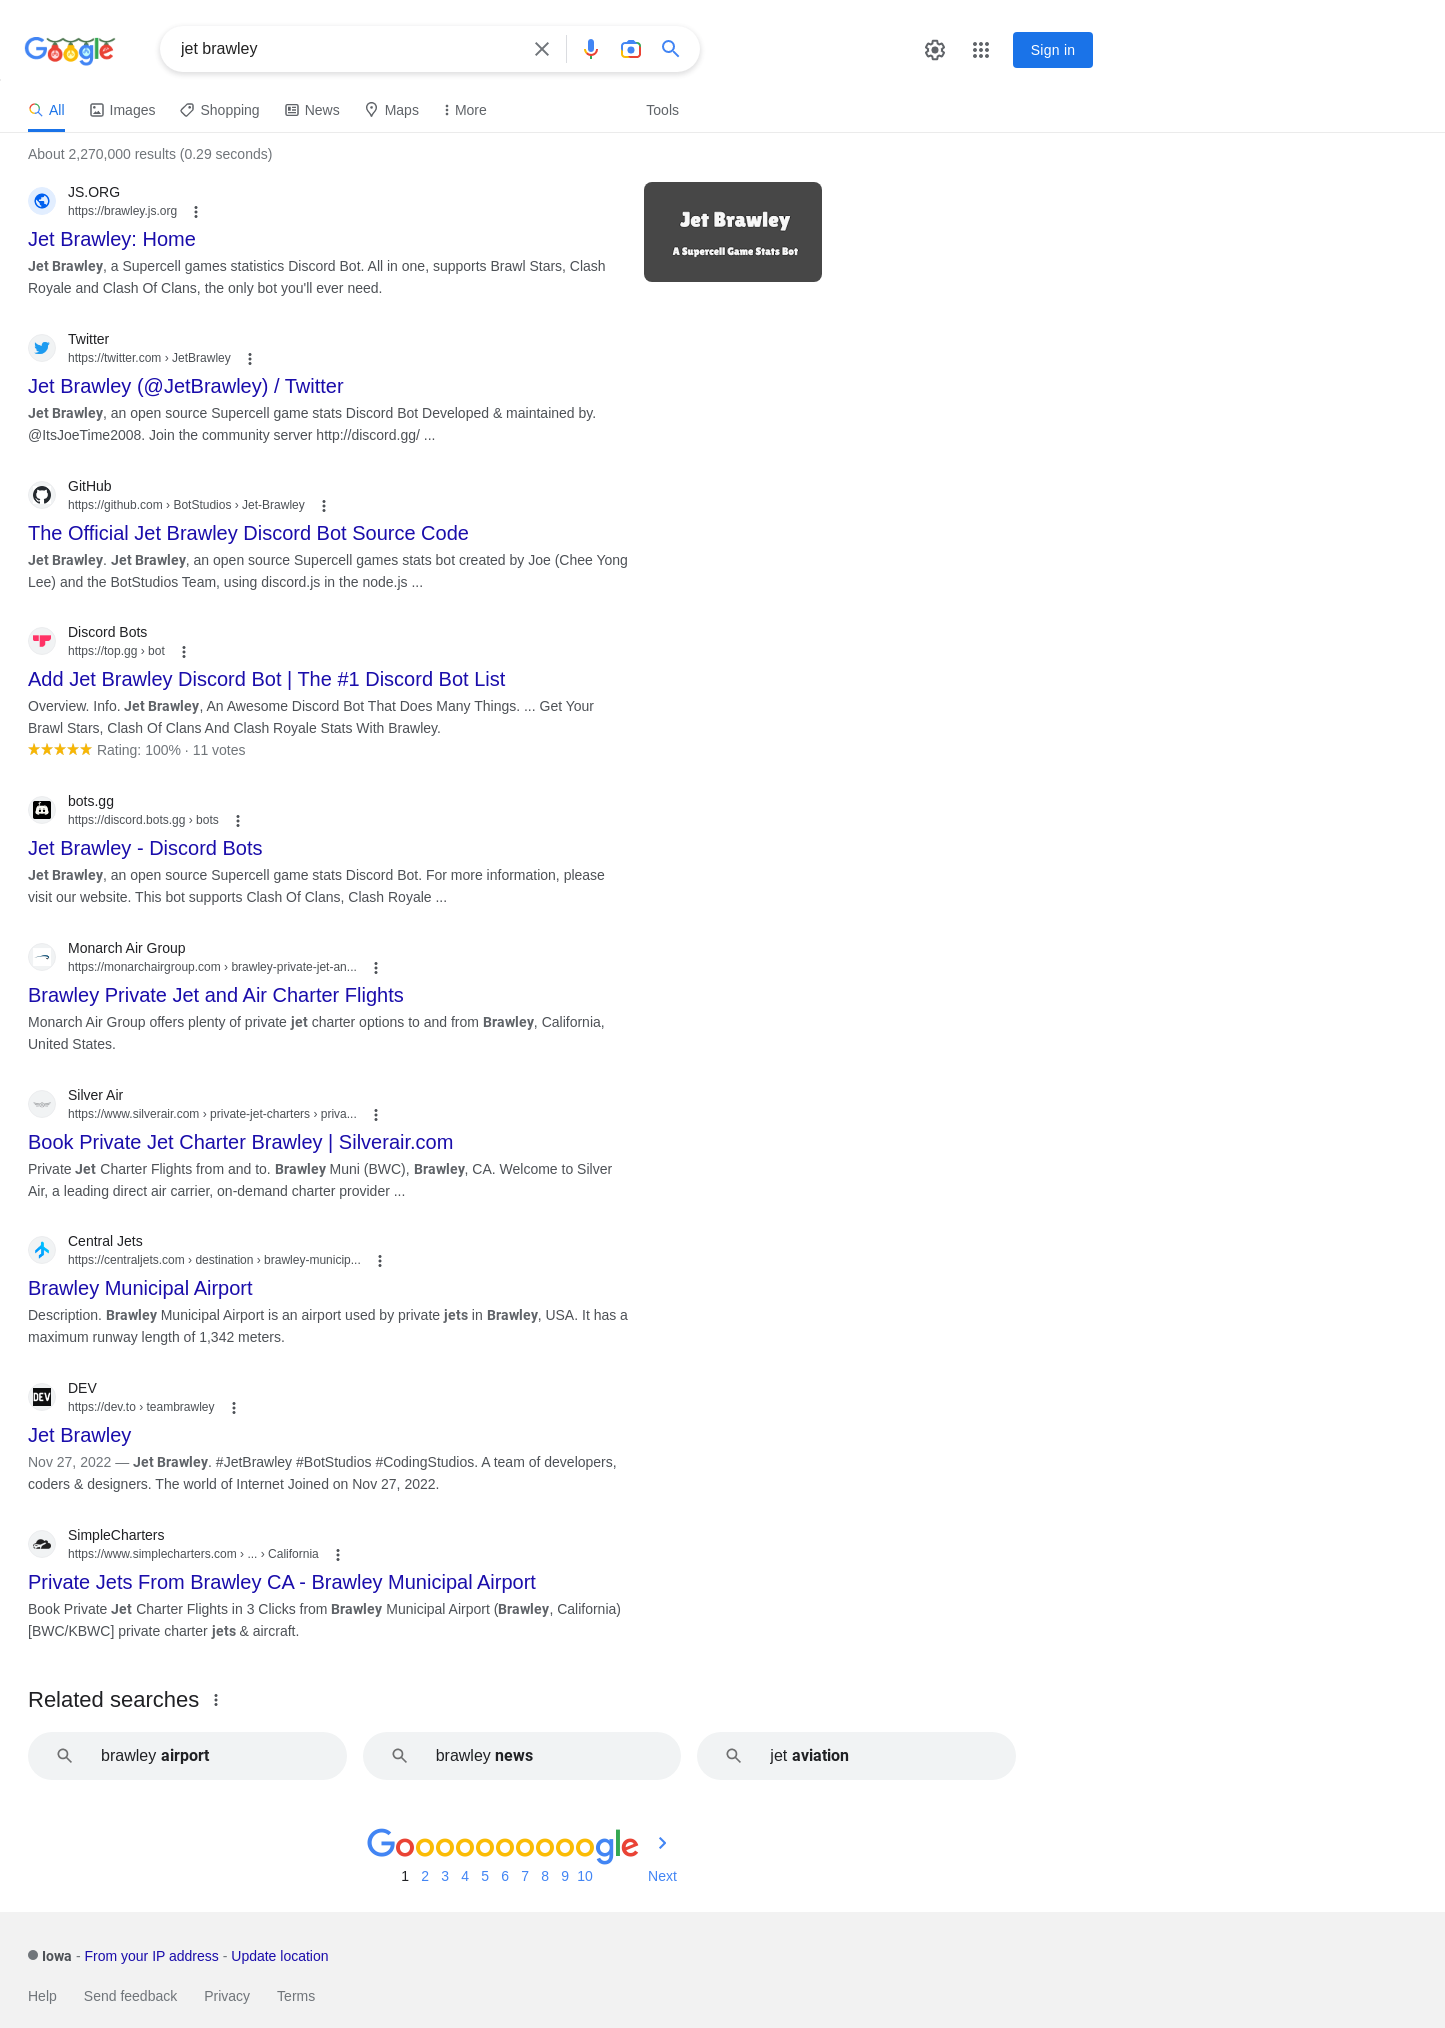 Google
jet brawley
Sign in
All
Images
Shopping
News
Maps
More
Tools
About 2,270,000 results (0.29 seconds)
JS.ORG
https://brawley.js.org
Jet Brawley: Home
Jet Brawley, a Supercell games statistics Discord Bot. All in one, supports Brawl Stars, Clash
Royale and Clash Of Clans, the only bot you'll ever need.
Jet Brawley
A Supercell Game Stats Bot
Twitter
https://twitter.com › JetBrawley
Jet Brawley (@JetBrawley) / Twitter
Jet Brawley, an open source Supercell game stats Discord Bot Developed & maintained by.
@ItsJoeTime2008. Join the community server http://discord.gg/ ...
GitHub
https://github.com › BotStudios › Jet-Brawley
The Official Jet Brawley Discord Bot Source Code
Jet Brawley. Jet Brawley, an open source Supercell games stats bot created by Joe (Chee Yong
Lee) and the BotStudios Team, using discord.js in the node.js ...
Discord Bots
https://top.gg › bot
Add Jet Brawley Discord Bot | The #1 Discord Bot List
Overview. Info. Jet Brawley, An Awesome Discord Bot That Does Many Things. ... Get Your
Brawl Stars, Clash Of Clans And Clash Royale Stats With Brawley.
Rating: 100% · 11 votes
bots.gg
https://discord.bots.gg › bots
Jet Brawley - Discord Bots
Jet Brawley, an open source Supercell game stats Discord Bot. For more information, please
visit our website. This bot supports Clash Of Clans, Clash Royale ...
Monarch Air Group
https://monarchairgroup.com › brawley-private-jet-an...
Brawley Private Jet and Air Charter Flights
Monarch Air Group offers plenty of private jet charter options to and from Brawley, California,
United States.
Silver Air
https://www.silverair.com › private-jet-charters › priva...
Book Private Jet Charter Brawley | Silverair.com
Private Jet Charter Flights from and to. Brawley Muni (BWC), Brawley, CA. Welcome to Silver
Air, a leading direct air carrier, on-demand charter provider ...
Central Jets
https://centraljets.com › destination › brawley-municip...
Brawley Municipal Airport
Description. Brawley Municipal Airport is an airport used by private jets in Brawley, USA. It has a
maximum runway length of 1,342 meters.
DEV
DEV
https://dev.to › teambrawley
Jet Brawley
Nov 27, 2022 — Jet Brawley. #JetBrawley #BotStudios #CodingStudios. A team of developers,
coders & designers. The world of Internet Joined on Nov 27, 2022.
SimpleCharters
https://www.simplecharters.com › ... › California
Private Jets From Brawley CA - Brawley Municipal Airport
Book Private Jet Charter Flights in 3 Clicks from Brawley Municipal Airport (Brawley, California)
[BWC/KBWC] private charter jets & aircraft.
Related searches
brawley airport
brawley news
jet aviation
Goooooooooogle
1 2 3 4 5 6 7 8 9 10 Next
Iowa - From your IP address - Update location
Help Send feedback Privacy Terms